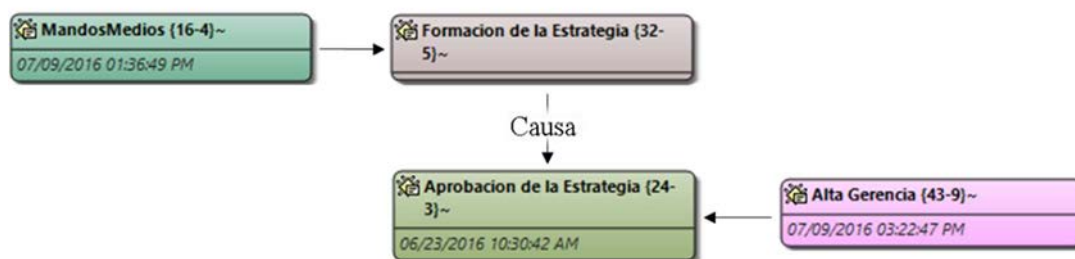 MandosMedios {16-4}~
07/09/2016 01:36:49 PM
Formacion de la Estrategia {32-
5}~
Causa
Aprobacion de la Estrategia {24-
3}~
06/23/2016 10:30:42 AM
Alta Gerencia {43-9}~
07/09/2016 03:22:47 PM